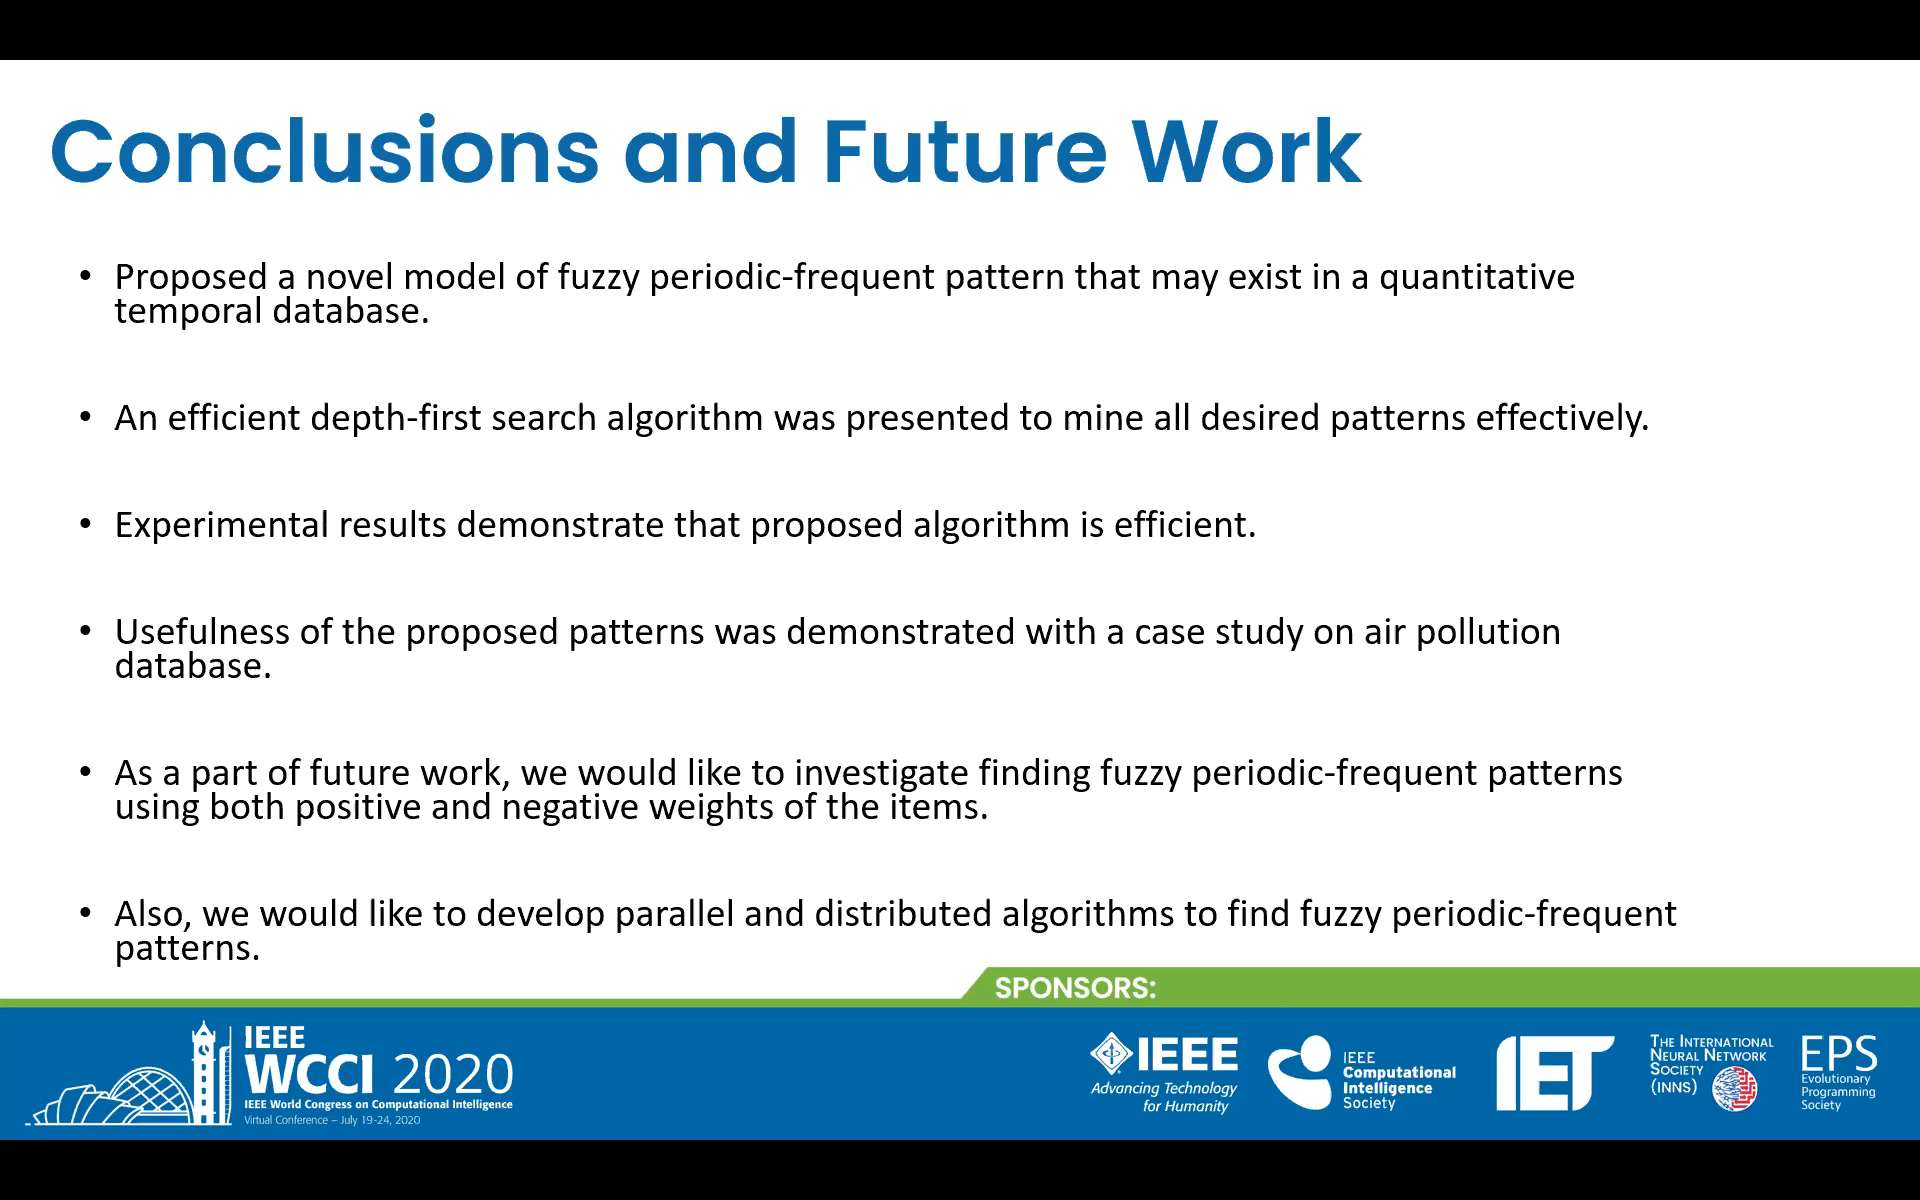 Conclusions and Future Work
• Proposed a novel model of fuzzy periodic-frequent pattern that may exist in a quantitative
temporal database.
• An efficient depth-first search algorithm was presented to mine all desired patterns effectively.
• Experimental results demonstrate that proposed algorithm is efficient.
• Usefulness of the proposed patterns was demonstrated with a case study on air pollution
database.
• As a part of future work, we would like to investigate finding fuzzy periodic-frequent patterns
using both positive and negative weights of the items.
• Also, we would like to develop parallel and distributed algorithms to find fuzzy periodic-frequent
patterns.
SPONSORS:
IEEE
WCCI 2020
IEEE World Congress on Computational Intelligence
Virtual Conference – July 19-24, 2020
IEEE
Advancing Technology
for Humanity
IEEE
Computational
Intelligence
Society
IET
THE INTERNATIONAL
NEURAL NETWORK
SOCIETY
(INNS)
EPS
Evolutionary
Programming
Society